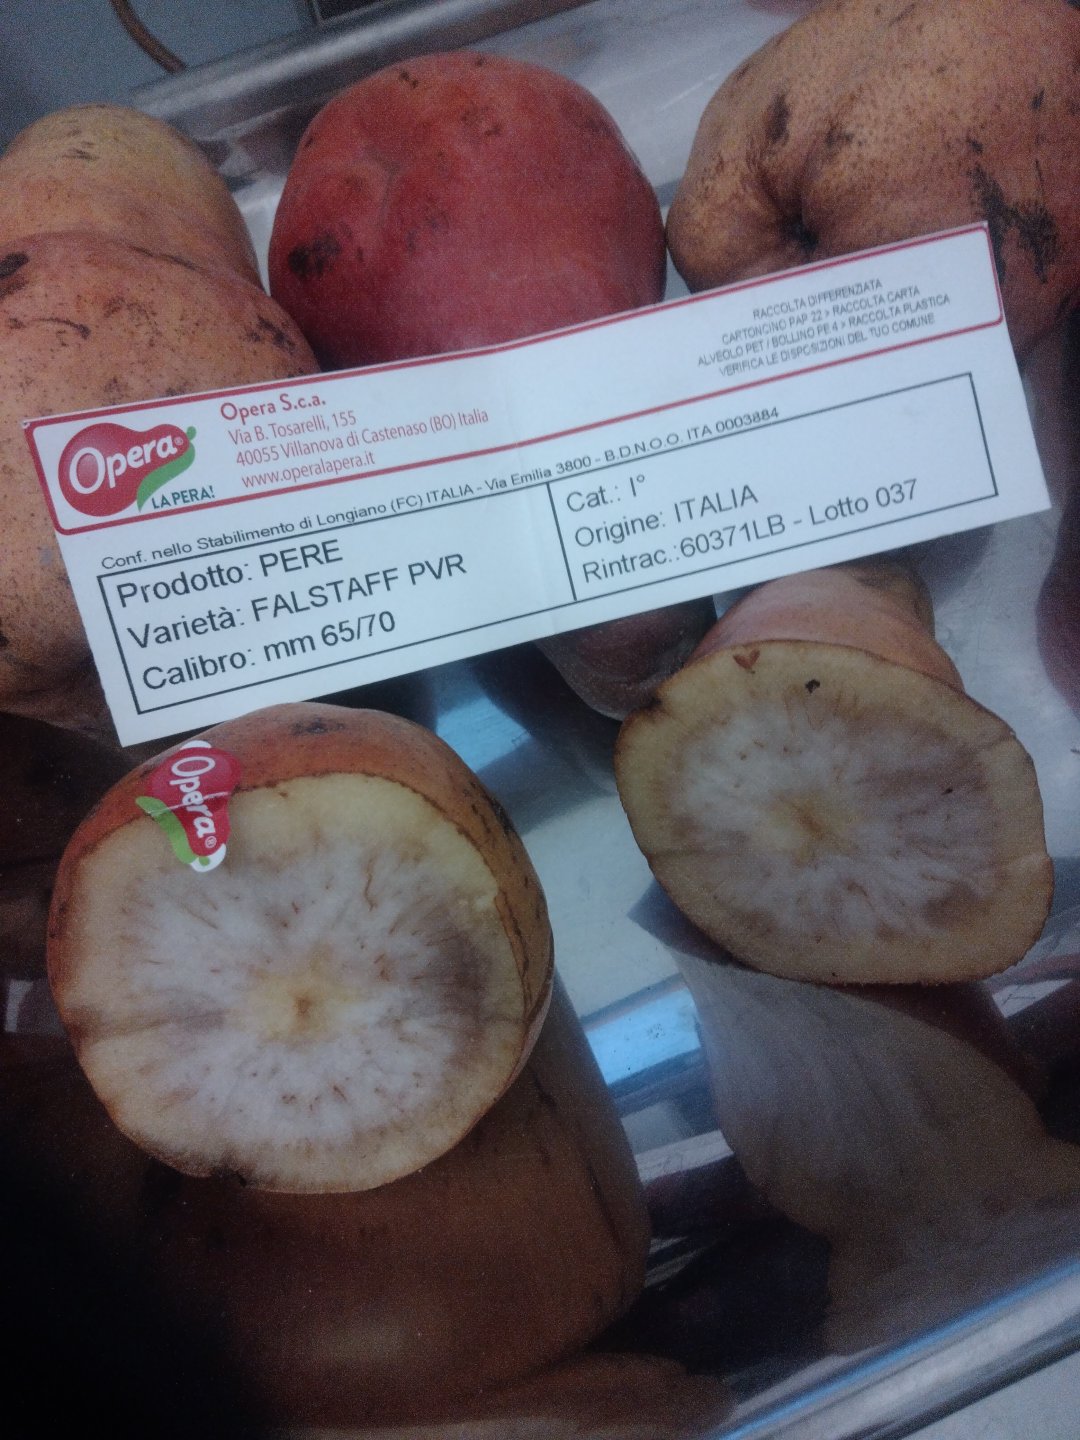 RACCOLTA DIFFERENZIATA
CARTONCINO PAP 22 > RACCOLTA CARTA
ALVEOLO PET / BOLLINO PE 4 > RACCOLTA PLASTICA
VERIFICA LE DISPOSIZIONI DEL TUO COMUNE
Opera®
LA PERA!
Opera S.c.a.
Via B. Tosarelli, 155
40055 Villanova di Castenaso (BO) Italia
www.operalapera.it
Conf. nello Stabilimento di Longiano (FC) ITALIA - Via Emilia 3800 - B.D.N.O.O. ITA 0003884
Prodotto: PERE
Varietà: FALSTAFF PVR
Calibro: mm 65/70
Cat.: I°
Origine: ITALIA
Rintrac.:60371LB - Lotto 037
Opera®